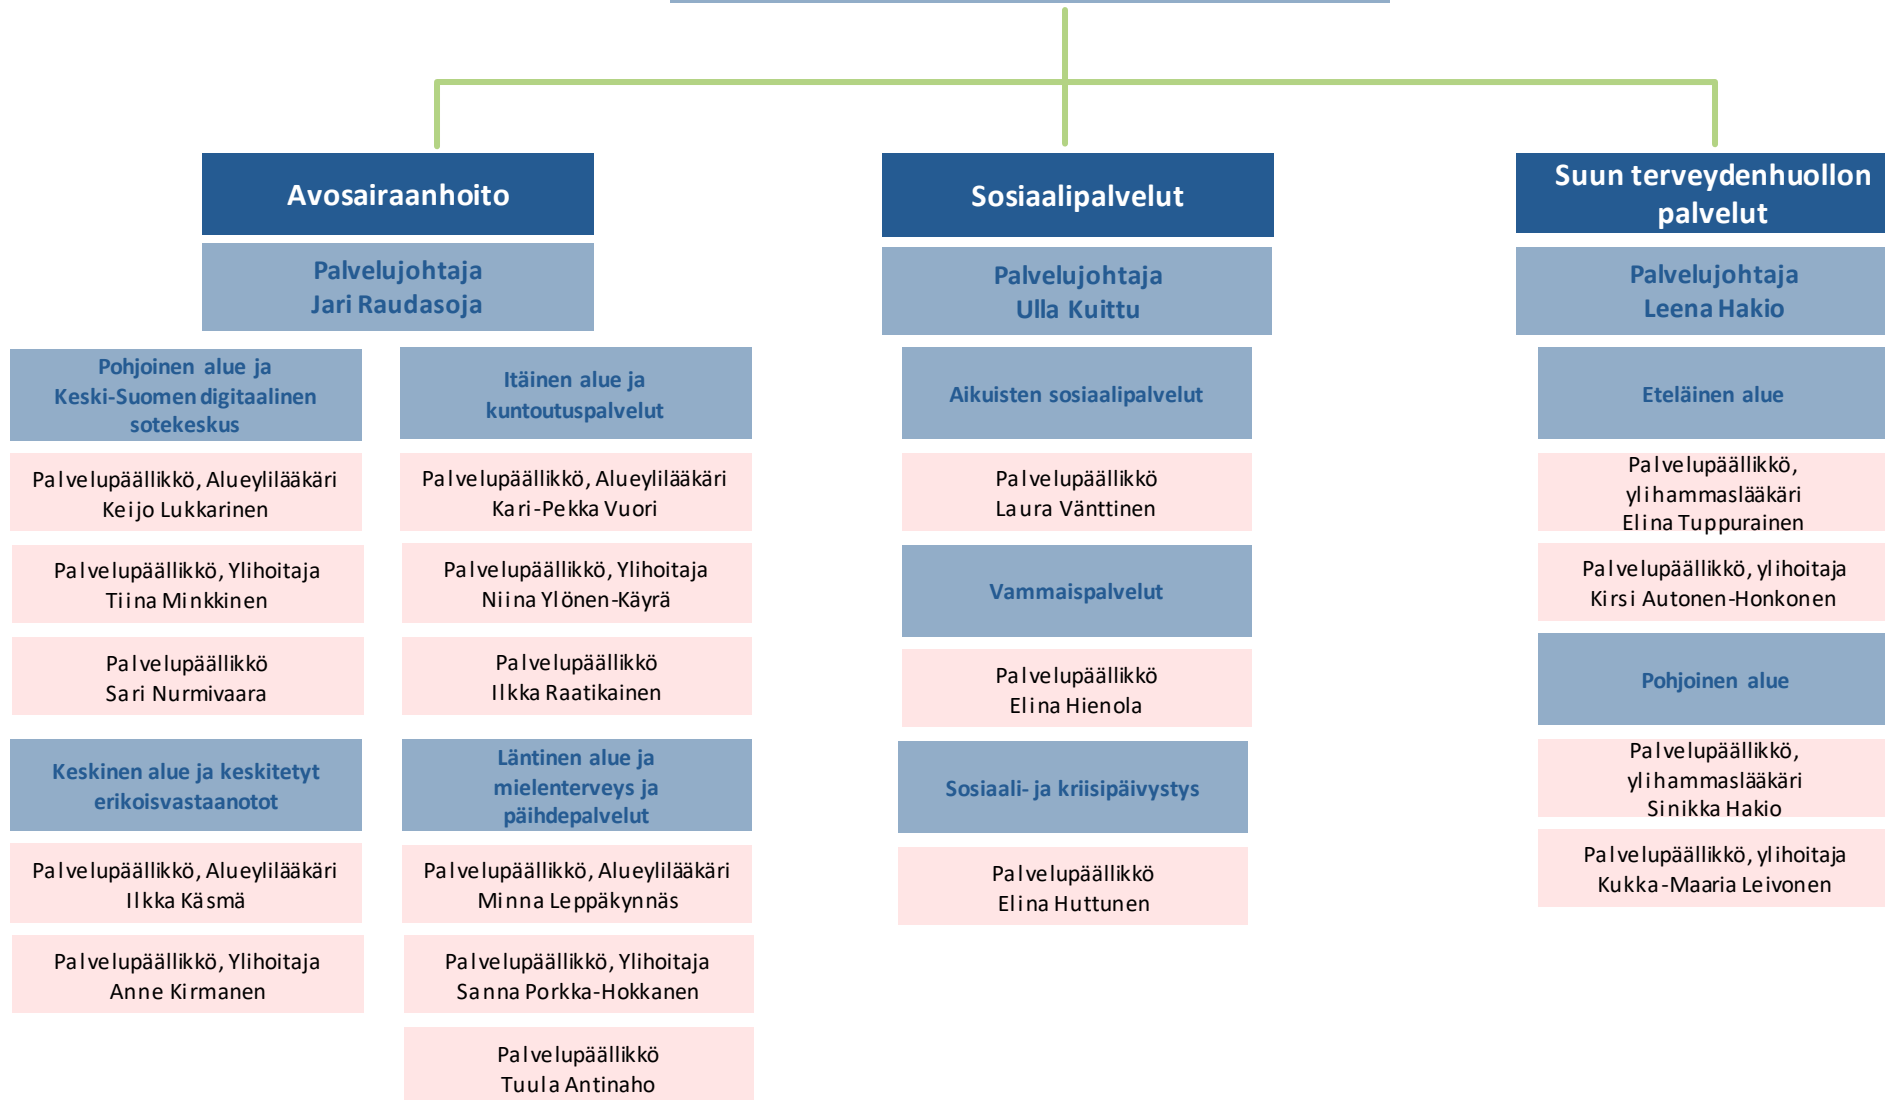 Avosairaanhoito
Palvelujohtaja
Jari Raudasoja
Pohjoinen alue ja
Keski-Suomen digitaalinen
sotekeskus
Palvelupäällikkö, Alueylilääkäri
Keijo Lukkarinen
Palvelupäällikkö, Ylihoitaja
Tiina Minkkinen
Palvelupäällikkö
Sari Nurmivaara
Keskinen alue ja keskitetyt
erikoisvastaanotot
Palvelupäällikkö, Alueylilääkäri
Ilkka Käsmä
Palvelupäällikkö, Ylihoitaja
Anne Kirmanen
Itäinen alue ja
kuntoutuspalvelut
Palvelupäällikkö, Alueylilääkäri
Kari-Pekka Vuori
Palvelupäällikkö, Ylihoitaja
Niina Ylönen-Käyrä
Palvelupäällikkö
Ilkka Raatikainen
Läntinen alue ja
mielenterveys ja
päihdepalvelut
Palvelupäällikkö, Alueylilääkäri
Minna Leppäkynnäs
Palvelupäällikkö, Ylihoitaja
Sanna Porkka-Hokkanen
Palvelupäällikkö
Tuula Antinaho
Sosiaalipalvelut
Palvelujohtaja
Ulla Kuittu
Aikuisten sosiaalipalvelut
Palvelupäällikkö
Laura Vänttinen
Vammaispalvelut
Palvelupäällikkö
Elina Hienola
Sosiaali- ja kriisipäivystys
Palvelupäällikkö
Elina Huttunen
Suun terveydenhuollon
palvelut
Palvelujohtaja
Leena Hakio
Eteläinen alue
Palvelupäällikkö,
ylihammaslääkäri
Elina Tuppurainen
Palvelupäällikkö, ylihoitaja
Kirsi Autonen-Honkonen
Pohjoinen alue
Palvelupäällikkö,
ylihammaslääkäri
Sinikka Hakio
Palvelupäällikkö, ylihoitaja
Kukka-Maaria Leivonen